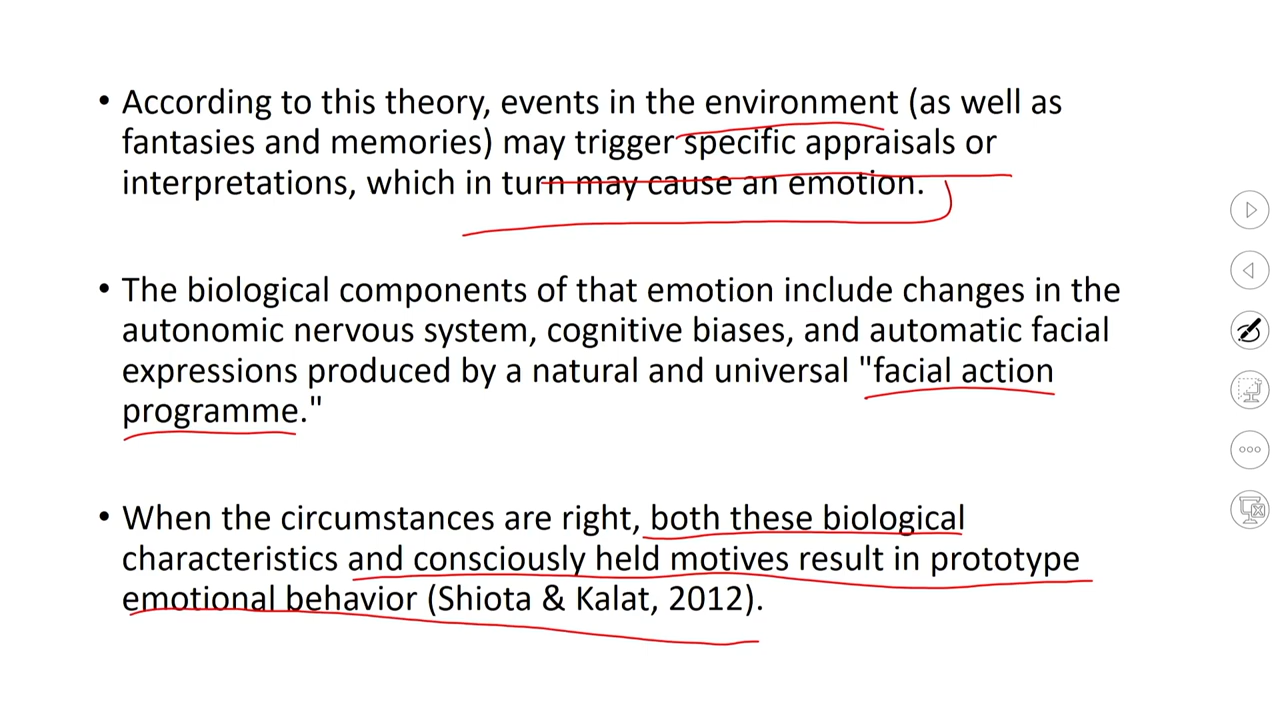 • According to this theory, events in the environment (as well as
fantasies and memories) may trigger specific appraisals or
interpretations, which in turn may cause an emotion.
• The biological components of that emotion include changes in the
autonomic nervous system, cognitive biases, and automatic facial
expressions produced by a natural and universal "facial action
programme."
• When the circumstances are right, both these biological
characteristics and consciously held motives result in prototype
emotional behavior (Shiota & Kalat, 2012).